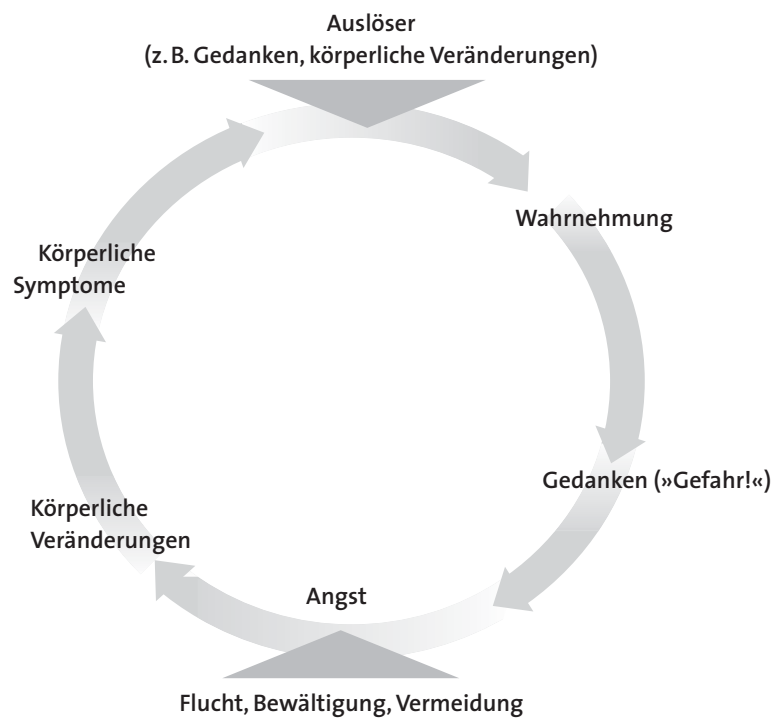 Auslöser
(z. B. Gedanken, körperliche Veränderungen)
Wahrnehmung
Gedanken (»Gefahr!«)
Angst
Flucht, Bewältigung, Vermeidung
Körperliche
Veränderungen
Körperliche
Symptome